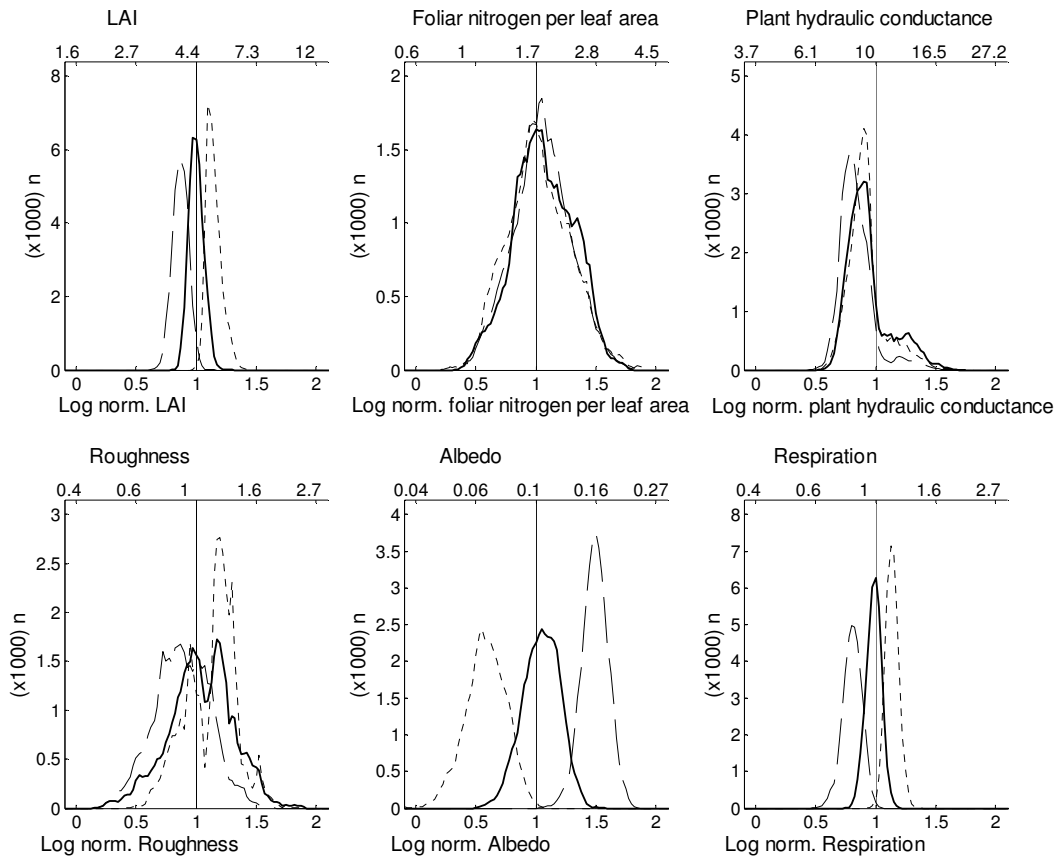 LAI
1.6 2.7 4.4 7.3 12
8
6
4
2
0
(x1000) n
0 0.5 1 1.5 2
Log norm. LAI
Foliar nitrogen per leaf area
0.6 1 1.7 2.8 4.5
2
1.5
1
0.5
0
(x1000) n
0 0.5 1 1.5 2
Log norm. foliar nitrogen per leaf area
Plant hydraulic conductance
3.7 6.1 10 16.5 27.2
5
4
3
2
1
0
(x1000) n
0 0.5 1 1.5 2
Log norm. plant hydraulic conductance
Roughness
0.4 0.6 1 1.6 2.7
3
2.5
2
1.5
1
0.5
0
(x1000) n
0 0.5 1 1.5 2
Log norm. Roughness
Albedo
0.04 0.06 0.1 0.16 0.27
4
3.5
3
2.5
2
1.5
1
0.5
0
(x1000) n
0 0.5 1 1.5 2
Log norm. Albedo
Respiration
0.4 0.6 1 1.6 2.7
8
7
6
5
4
3
2
1
0
(x1000) n
0 0.5 1 1.5 2
Log norm. Respiration